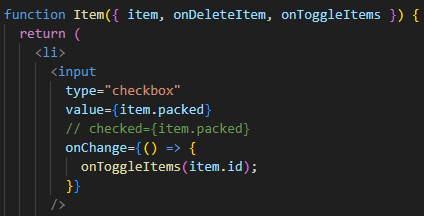 function Item({ item, onDeleteItem, onToggleItems }) {
  return (
    <li>
      <input
        type="checkbox"
        value={item.packed}
        // checked={item.packed}
        onChange={() => {
          onToggleItems(item.id);
        }}
      />